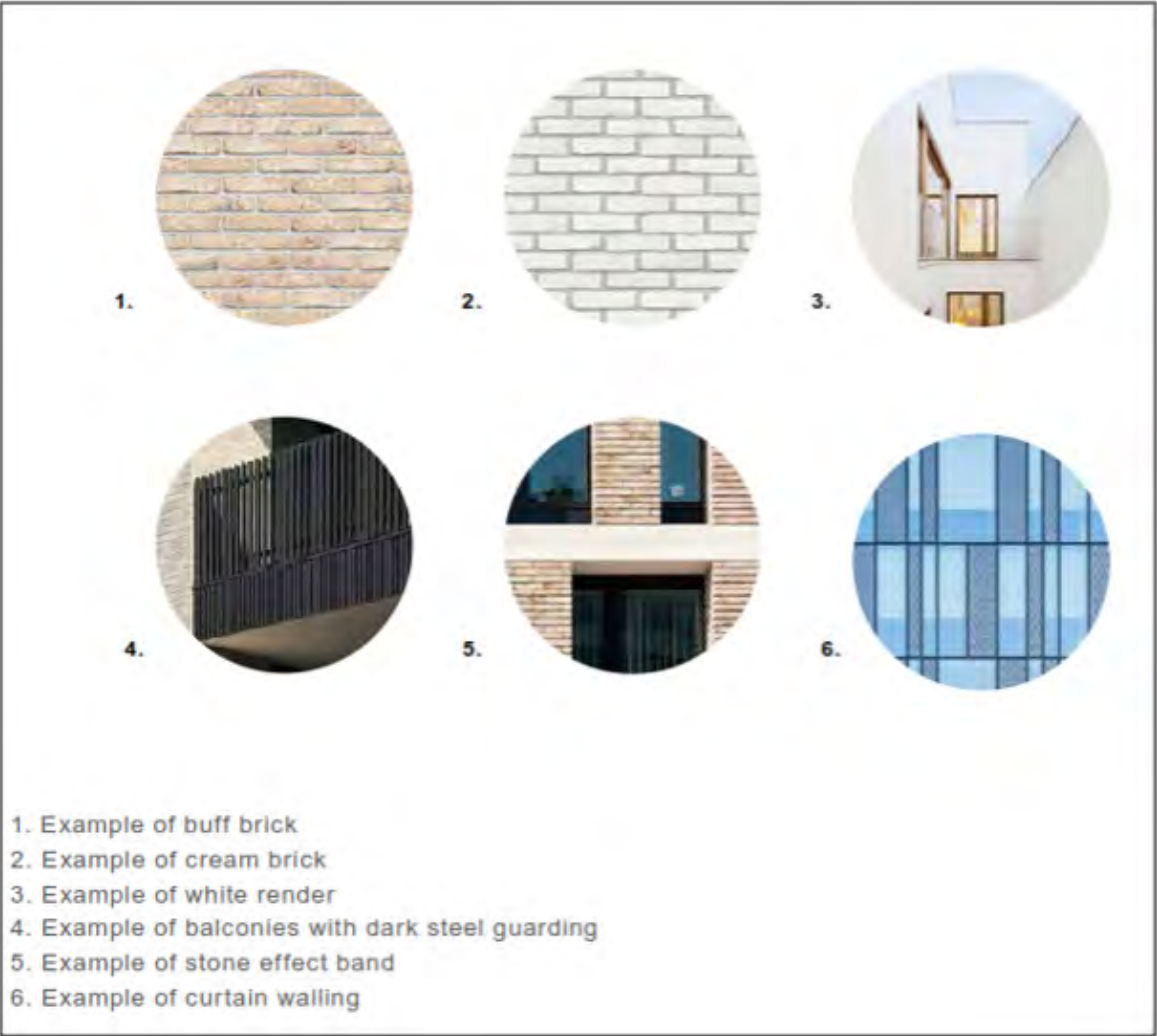 1.
2.
3.
4.
5.
6.
1. Example of buff brick
2. Example of cream brick
3. Example of white render
4. Example of balconies with dark steel guarding
5. Example of stone effect band
6. Example of curtain walling